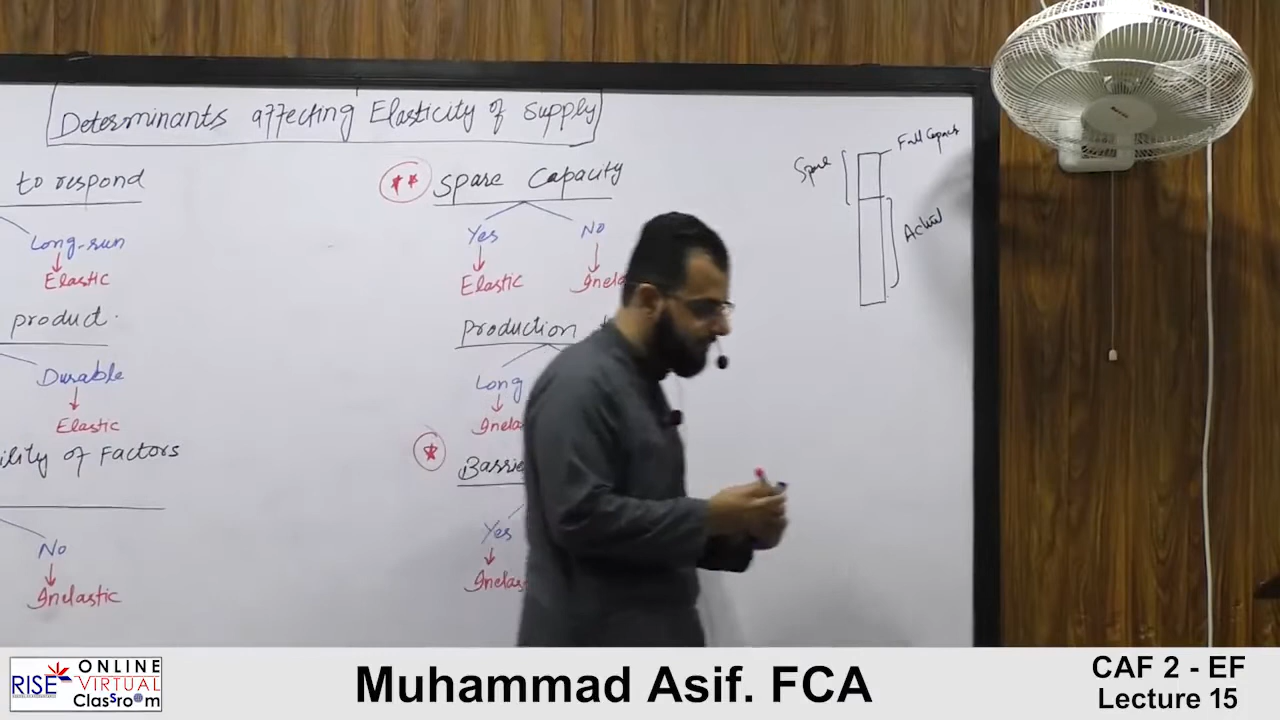 Determinants affecting Elasticity of Supply
to respond
Long-run
Elastic
product.
Durable
Elastic
ility of Factors
No
Inelastic
** Spare Capacity
Yes No
Elastic Inela
Production
Long
Inelas
* Barrie
Yes
Inelas
Spare
Full
Actual
RISE ONLINE VIRTUAL Classroom
Muhammad Asif. FCA
CAF 2 - EF
Lecture 15